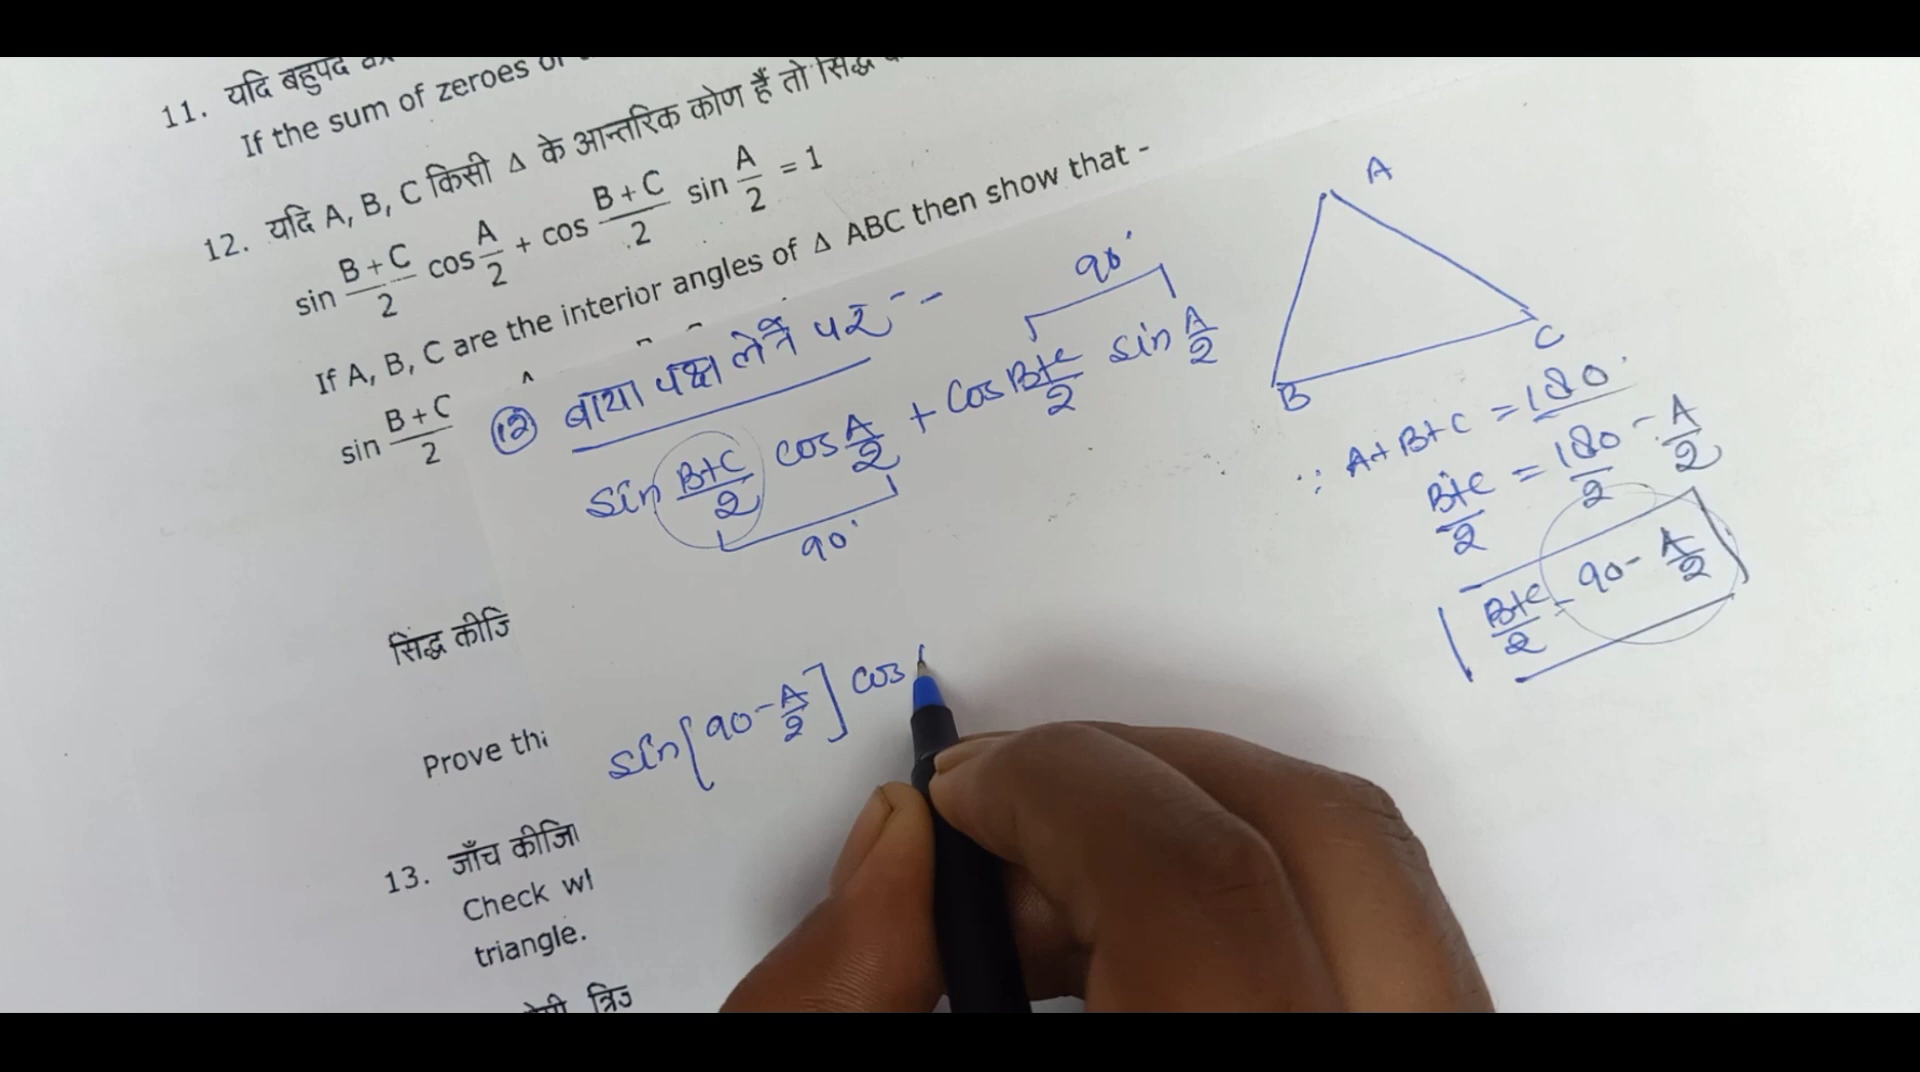 11. यदि बहुपद
If the sum of zeroes of
12. यदि A, B, C किसी Δ के आन्तरिक कोण हैं तो सिद्ध
sin B+C/2 cos A/2 + cos B+C/2 sin A/2 = 1
If A, B, C are the interior angles of Δ ABC then show that -
sin B+C/2
(12) बाया पक्ष लेने पर --
90°
sin B+C/2 cos A/2 + cos B+C/2 sin A/2
90°
A
B
C
∵ A+B+C = 180°
B+C/2 = 180/2 - A/2
B+C/2 = 90 - A/2
सिद्ध कीजि
sin[90 - A/2] cos
Prove thi
13. जाँच कीजि
Check wh
triangle.